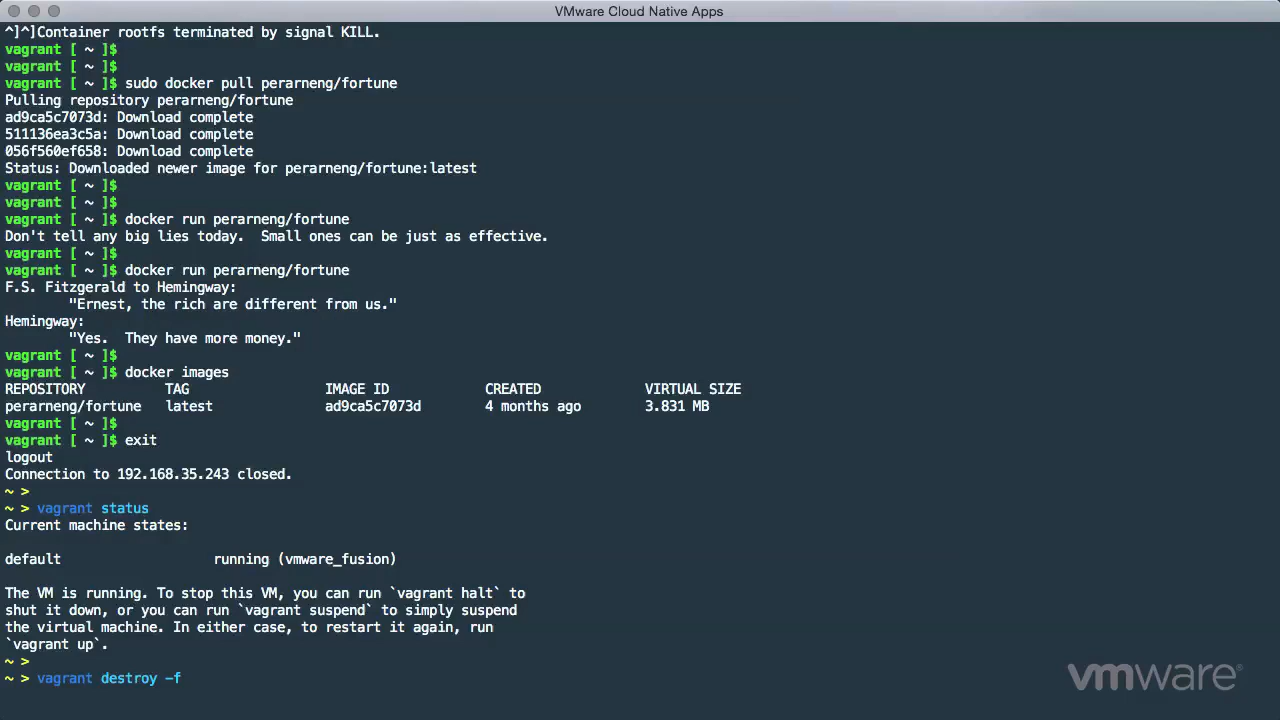 VMware Cloud Native Apps
^]^]Container rootfs terminated by signal KILL.
vagrant [ ~ ]$
vagrant [ ~ ]$
vagrant [ ~ ]$ sudo docker pull perarneng/fortune
Pulling repository perarneng/fortune
ad9ca5c7073d: Download complete
511136ea3c5a: Download complete
056f560ef658: Download complete
Status: Downloaded newer image for perarneng/fortune:latest
vagrant [ ~ ]$
vagrant [ ~ ]$
vagrant [ ~ ]$ docker run perarneng/fortune
Don't tell any big lies today.  Small ones can be just as effective.
vagrant [ ~ ]$
vagrant [ ~ ]$ docker run perarneng/fortune
F.S. Fitzgerald to Hemingway:
        "Ernest, the rich are different from us."
Hemingway:
        "Yes.  They have more money."
vagrant [ ~ ]$
vagrant [ ~ ]$ docker images
REPOSITORY          TAG                 IMAGE ID            CREATED             VIRTUAL SIZE
perarneng/fortune   latest              ad9ca5c7073d        4 months ago        3.831 MB
vagrant [ ~ ]$
vagrant [ ~ ]$ exit
logout
Connection to 192.168.35.243 closed.
~ >
~ > vagrant status
Current machine states:
default                   running (vmware_fusion)
The VM is running. To stop this VM, you can run `vagrant halt` to
shut it down, or you can run `vagrant suspend` to simply suspend
the virtual machine. In either case, to restart it again, run
`vagrant up`.
~ >
~ > vagrant destroy -f
vmware®